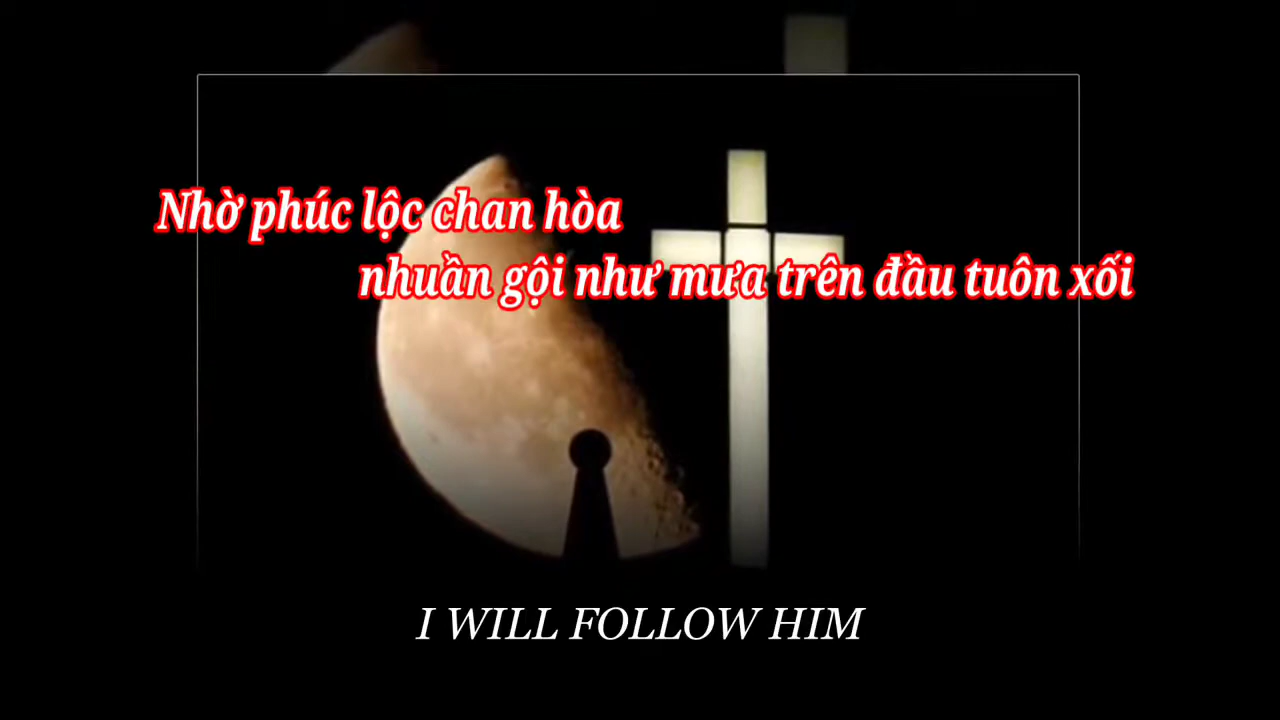 Nhờ phúc lộc chan hòa
nhuần gội như mưa trên đầu tuôn xối
I WILL FOLLOW HIM